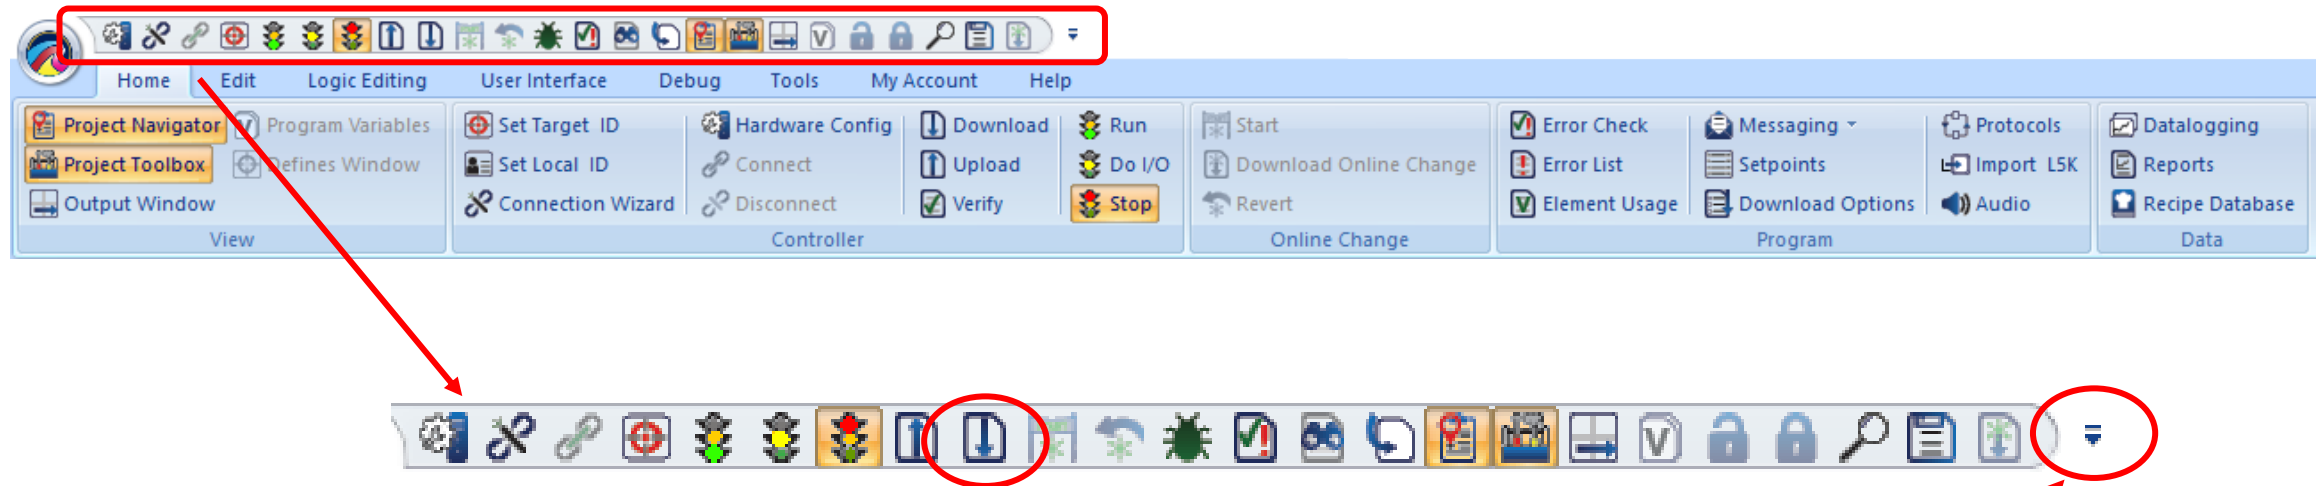 Home Edit Logic Editing User Interface Debug Tools My Account Help
Project Navigator Program Variables Set Target ID Hardware Config Download Run Start Error Check Messaging Protocols Datalogging
Project Toolbox Defines Window Set Local ID Connect Upload Do I/O Download Online Change Error List Setpoints Import L5K Reports
Output Window Connection Wizard Disconnect Verify Stop Revert Element Usage Download Options Audio Recipe Database
View Controller Online Change Program Data